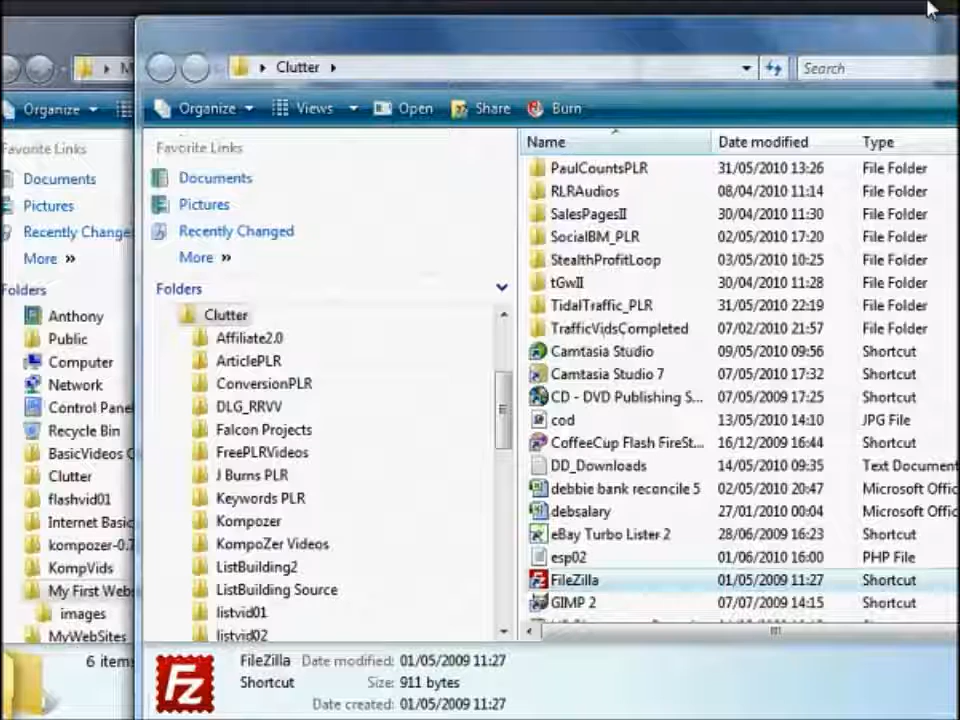 M
Clutter
Search
Organize
Organize
Views
Open
Share
Burn
Favorite Links
Documents
Pictures
Recently Change
More »
Folders
Anthony
Public
Computer
Network
Control Pane
Recycle Bin
BasicVideos C
Clutter
flashvid01
Internet Basic
kompozer-0.7
KompVids
My First Web
images
MyWebSites
6 items
Favorite Links
Documents
Pictures
Recently Changed
More »
Folders
Clutter
Affiliate2.0
ArticlePLR
ConversionPLR
DLG_RRVV
Falcon Projects
FreePLRVideos
J Burns PLR
Keywords PLR
Kompozer
KompoZer Videos
ListBuilding2
ListBuilding Source
listvid01
listvid02
Name Date modified Type
PaulCountsPLR 31/05/2010 13:26 File Folder
RLRAudios 08/04/2010 11:14 File Folder
SalesPagesII 30/04/2010 11:30 File Folder
SocialBM_PLR 02/05/2010 17:20 File Folder
StealthProfitLoop 03/05/2010 10:25 File Folder
tGwII 30/04/2010 11:28 File Folder
TidalTraffic_PLR 31/05/2010 22:19 File Folder
TrafficVidsCompleted 07/02/2010 21:57 File Folder
Camtasia Studio 09/05/2010 09:56 Shortcut
Camtasia Studio 7 07/05/2010 17:32 Shortcut
CD - DVD Publishing S... 07/05/2009 17:25 Shortcut
cod 13/05/2010 14:10 JPG File
CoffeeCup Flash FireSt... 16/12/2009 16:44 Shortcut
DD_Downloads 14/05/2010 09:35 Text Document
debbie bank reconcile 5 02/05/2010 20:47 Microsoft Offic
debsalary 27/01/2010 00:04 Microsoft Offic
eBay Turbo Lister 2 28/06/2009 16:23 Shortcut
esp02 01/06/2010 16:00 PHP File
FileZilla 01/05/2009 11:27 Shortcut
GIMP 2 07/07/2009 14:15 Shortcut
Fz
FileZilla Date modified: 01/05/2009 11:27
Shortcut Size: 911 bytes
Date created: 01/05/2009 11:27